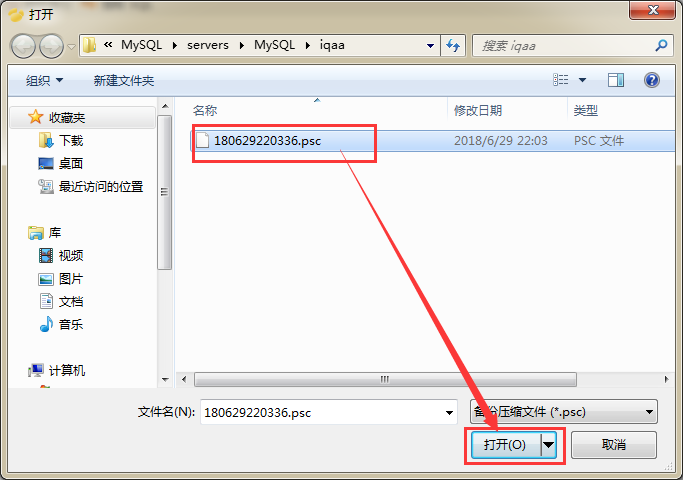 打开
« MySQL servers MySQL iqaa 搜索 iqaa
组织 新建文件夹
名称 修改日期 类型
180629220336.psc 2018/6/29 22:03 PSC 文件
收藏夹
下载
桌面
最近访问的位置
库
视频
图片
文档
音乐
计算机
文件名(N): 180629220336.psc 备份压缩文件 (*.psc)
打开(O) 取消